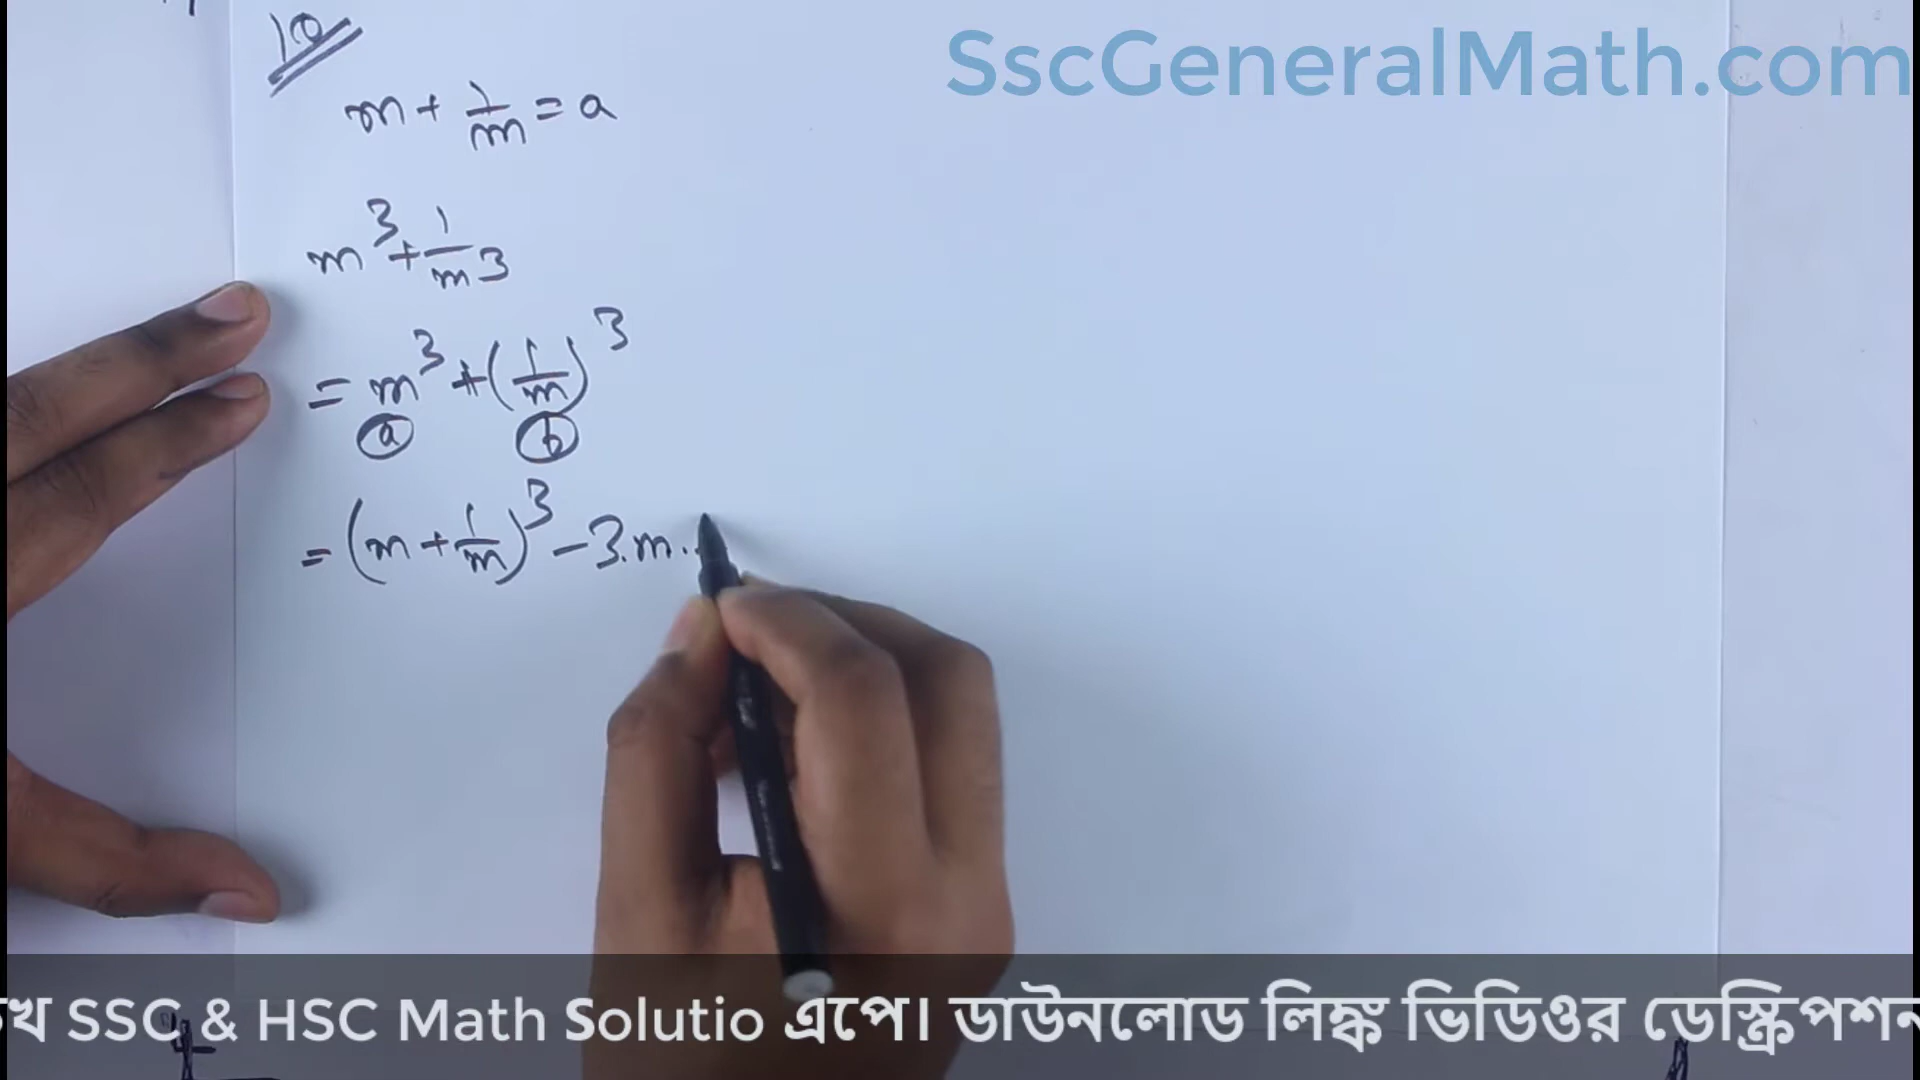 SscGeneralMath.com
10
m + 1/m = a
m³ + 1/m3
= m³ + (1/m)³
a b
= (m + 1/m)³ - 3.m.
SSC & HSC Math Solutio এপে। ডাউনলোড লিঙ্ক ভিডিওর